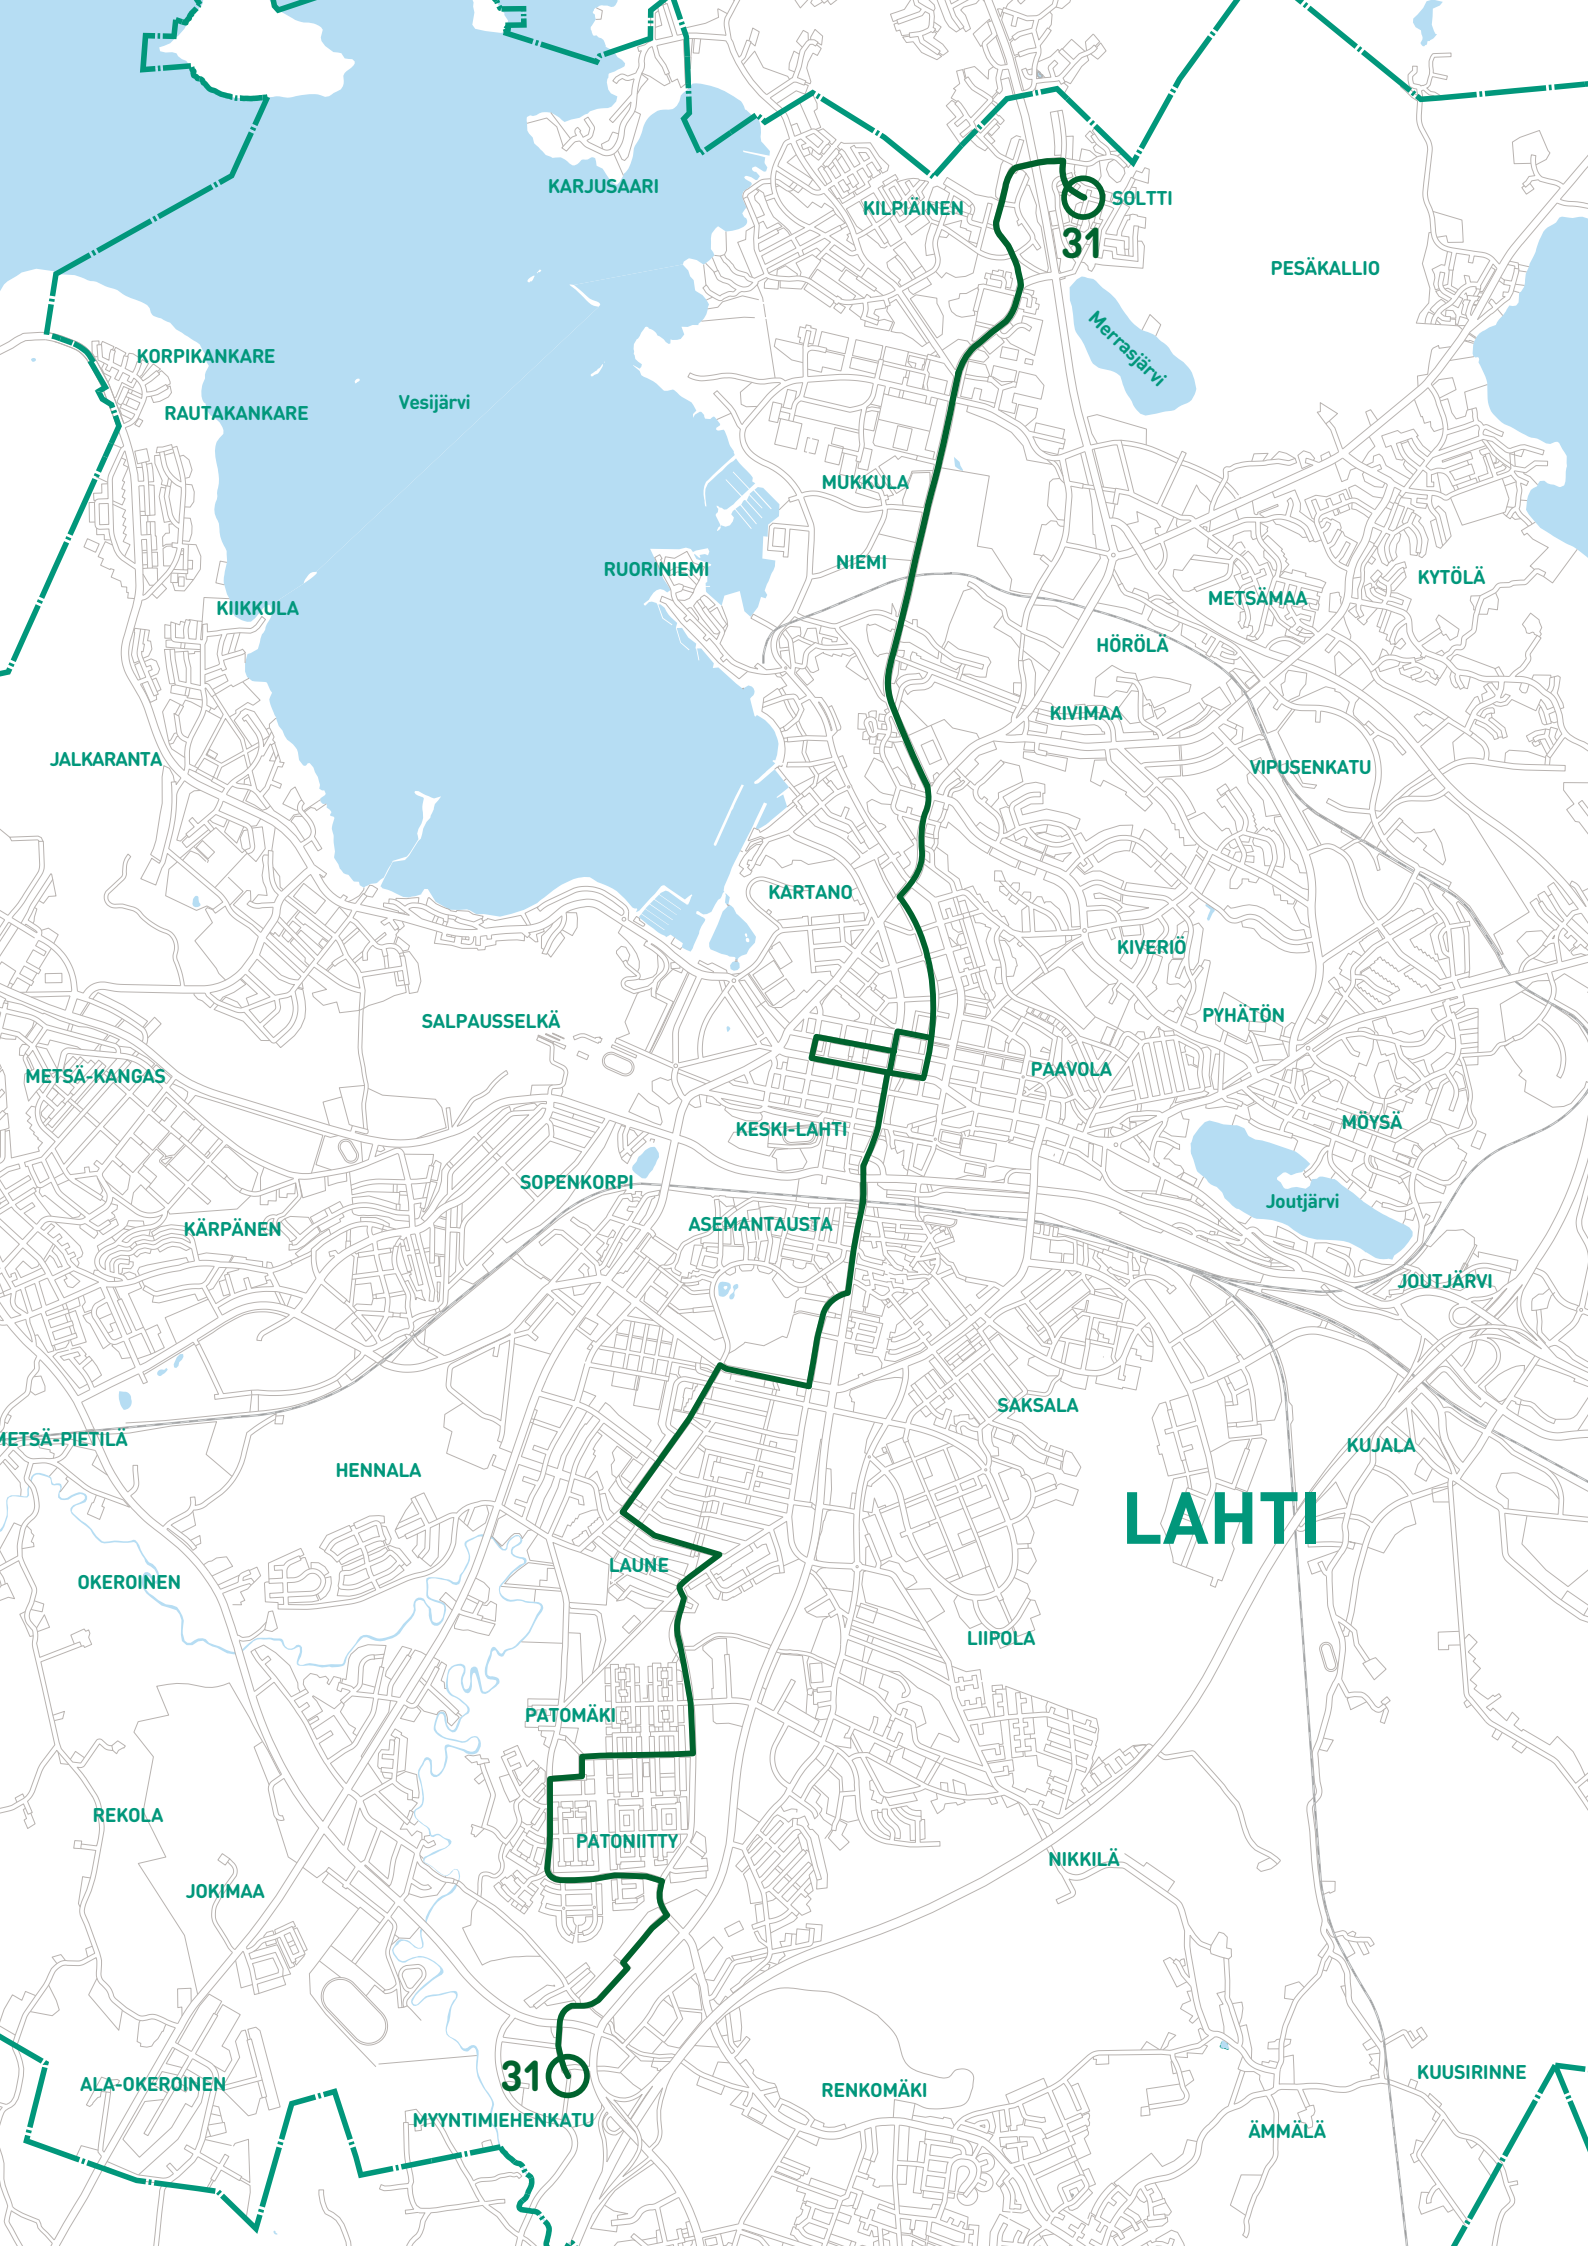 KARJUSAARI
KILPIÄINEN
SOLTTI
31
PESÄKALLIO
Merrasjärvi
KORPIKANKARE
RAUTAKANKARE
Vesijärvi
MUKKULA
NIEMI
RUORINIEMI
KYTÖLÄ
METSÄMAA
KIIKKULA
HÖRÖLÄ
KIVIMAA
JALKARANTA
VIPUSENKATU
KARTANO
KIVERIÖ
PYHÄTÖN
SALPAUSSELKÄ
PAAVOLA
METSÄ-KANGAS
MÖYSÄ
KESKI-LAHTI
SOPENKORPI
Joutjärvi
ASEMANTAUSTA
KÄRPÄNEN
JOUTJÄRVI
SAKSALA
METSÄ-PIETILÄ
KUJALA
HENNALA
LAHTI
LAUNE
OKEROINEN
LIIPOLA
PATOMÄKI
REKOLA
PATONIITTY
NIKKILÄ
JOKIMAA
31
KUUSIRINNE
ALA-OKEROINEN
RENKOMÄKI
MYYNTIMIEHENKATU
ÄMMÄLÄ